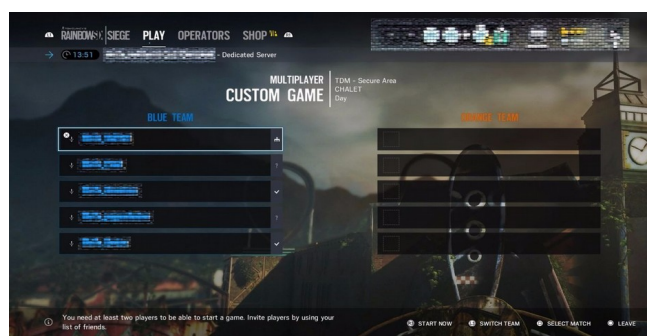 RAINBOW SIX SIEGE PLAY OPERATORS SHOP
13:51 - Dedicated Server
MULTIPLAYER
CUSTOM GAME
TDM - Secure Area
CHALET
Day
BLUE TEAM
ORANGE TEAM
You need at least two players to be able to start a game. Invite players by using your
list of friends.
START NOW SWITCH TEAM SELECT MATCH LEAVE